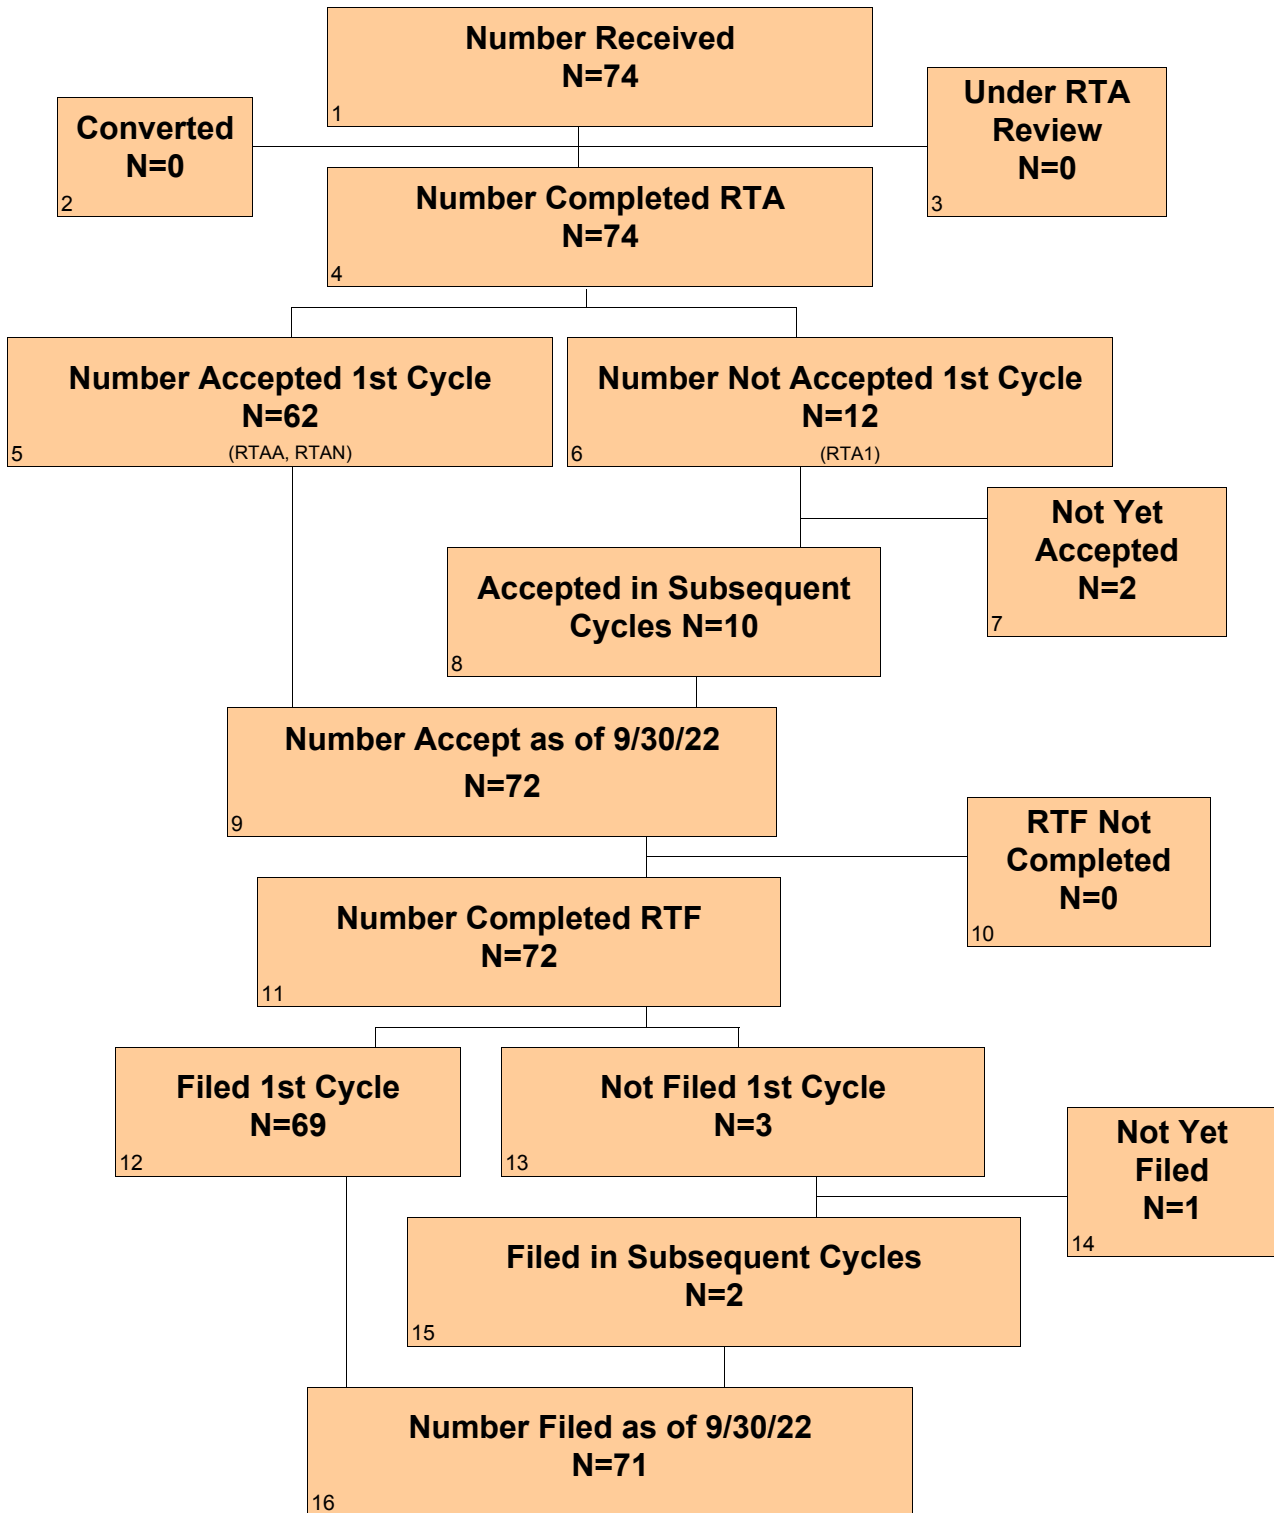 Number Received
N=74
1
Converted
N=0
2
Under RTA
Review
N=0
3
Number Completed RTA
N=74
4
Number Accepted 1st Cycle
N=62
(RTAA, RTAN)
5
Number Not Accepted 1st Cycle
N=12
(RTA1)
6
Not Yet
Accepted
N=2
7
Accepted in Subsequent
Cycles N=10
8
Number Accept as of 9/30/22
N=72
9
RTF Not
Completed
N=0
10
Number Completed RTF
N=72
11
Filed 1st Cycle
N=69
12
Not Filed 1st Cycle
N=3
13
Not Yet
Filed
N=1
14
Filed in Subsequent Cycles
N=2
15
Number Filed as of 9/30/22
N=71
16